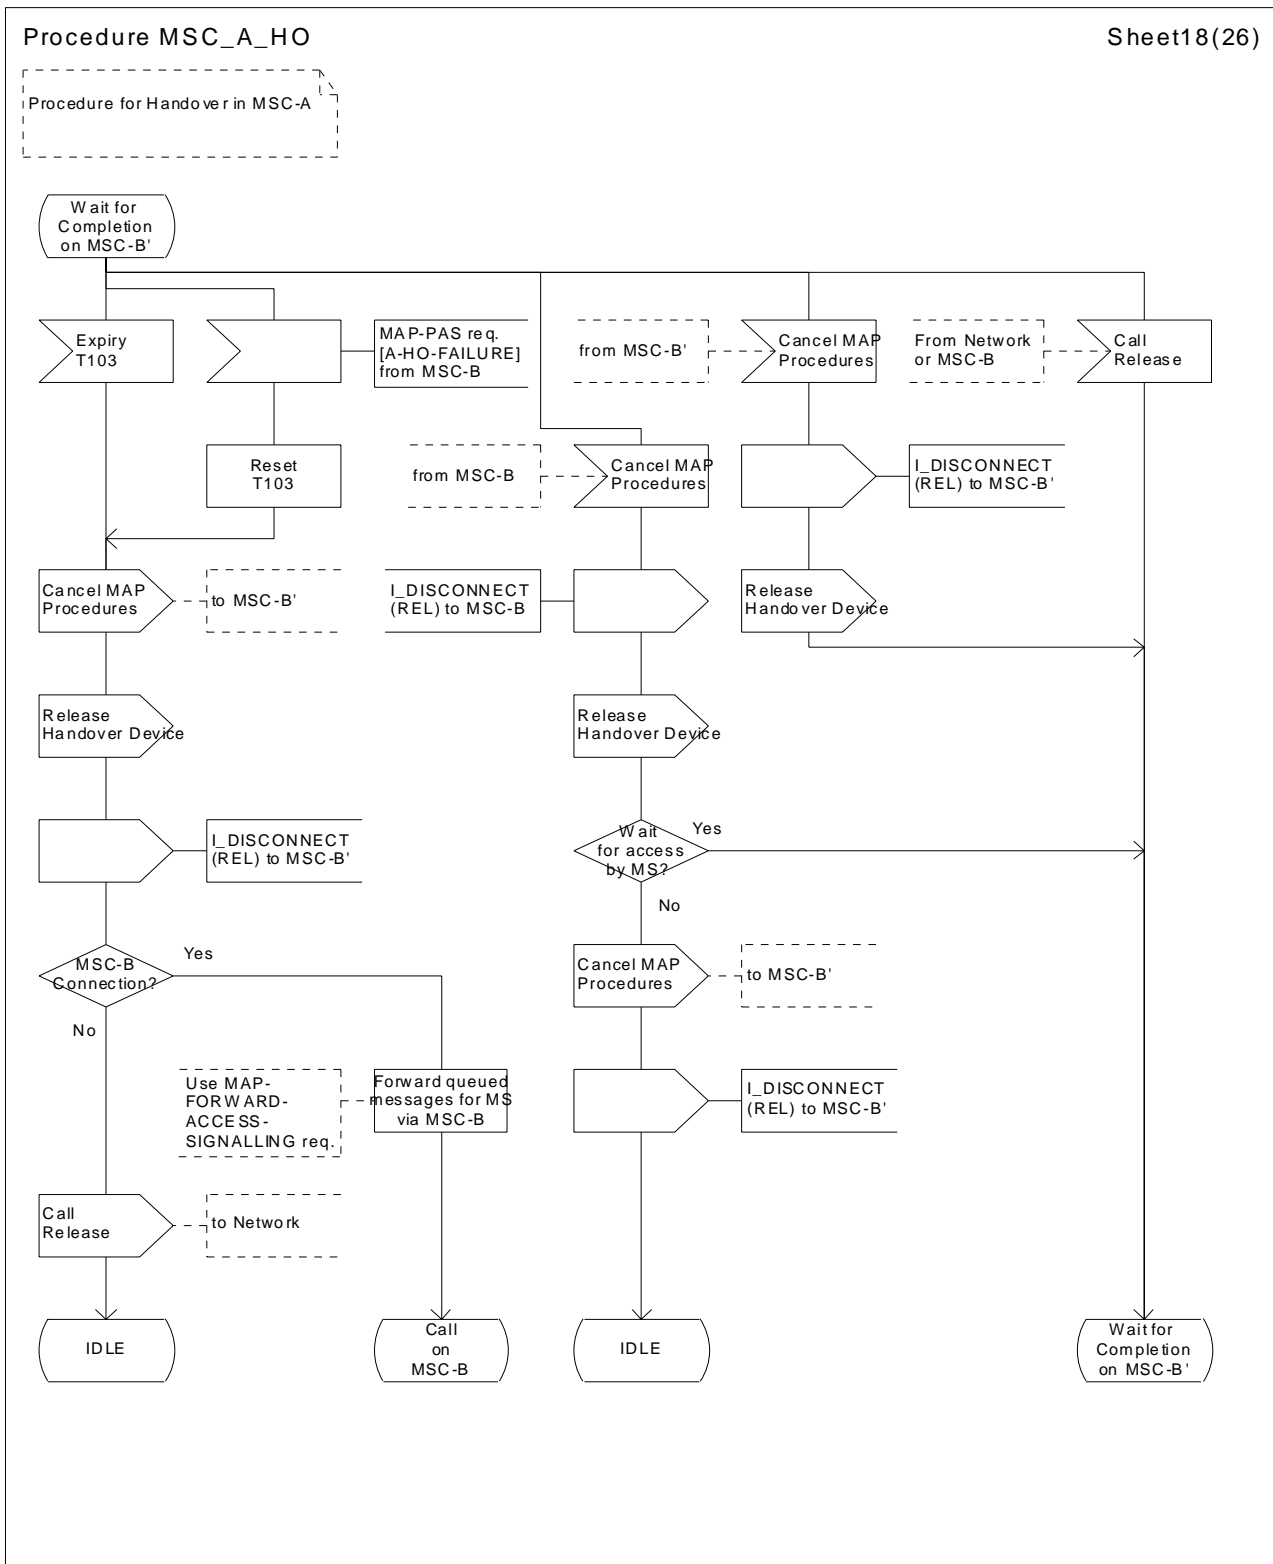 Procedure MSC_A_HO
Sheet18(26)
Procedure for Handover in MSC-A
Wait for
Completion
on MSC-B'
Expiry
T103
MAP-PAS req.
[A-HO-FAILURE]
from MSC-B
from MSC-B'
Cancel MAP
Procedures
From Network
or MSC-B
Call
Release
Reset
T103
from MSC-B
Cancel MAP
Procedures
I_DISCONNECT
(REL) to MSC-B'
Cancel MAP
Procedures
to MSC-B'
I_DISCONNECT
(REL) to MSC-B
Release
Handover Device
Release
Handover Device
Release
Handover Device
I_DISCONNECT
(REL) to MSC-B'
Wait
for access
by MS?
Yes
No
MSC-B
Connection?
Yes
No
Cancel MAP
Procedures
to MSC-B'
Use MAP-
FORWARD-
ACCESS-
SIGNALLING req.
Forward queued
messages for MS
via MSC-B
I_DISCONNECT
(REL) to MSC-B'
Call
Release
to Network
IDLE
Call
on
MSC-B
IDLE
Wait for
Completion
on MSC-B'